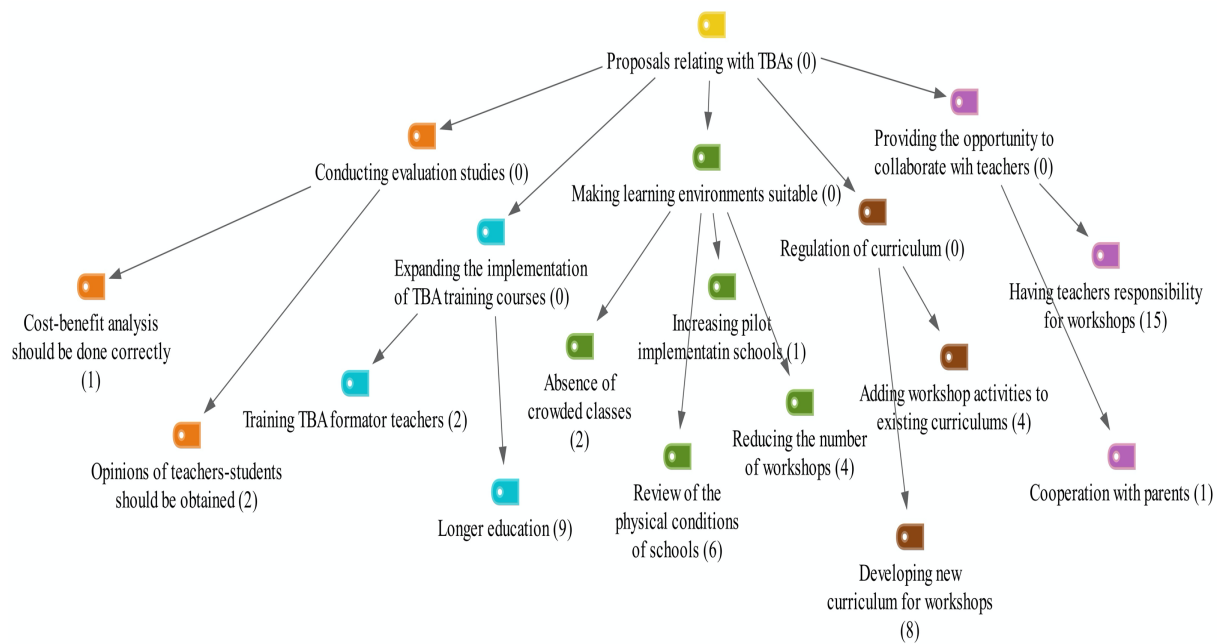 Proposals relating with TBAs (0)
Conducting evaluation studies (0)
Cost-benefit analysis
should be done correctly
(1)
Opinions of teachers-students
should be obtained (2)
Expanding the implementation
of TBA training courses (0)
Training TBA formator teachers (2)
Longer education (9)
Making learning environments suitable (0)
Absence of
crowded classes
(2)
Review of the
physical conditions
of schools (6)
Increasing pilot
implementatin schools (1)
Reducing the number
of workshops (4)
Regulation of curriculum (0)
Adding workshop activities to
existing curriculums (4)
Developing new
curriculum for workshops
(8)
Providing the opportunity to
collaborate wih teachers (0)
Having teachers responsibility
for workshops (15)
Cooperation with parents (1)